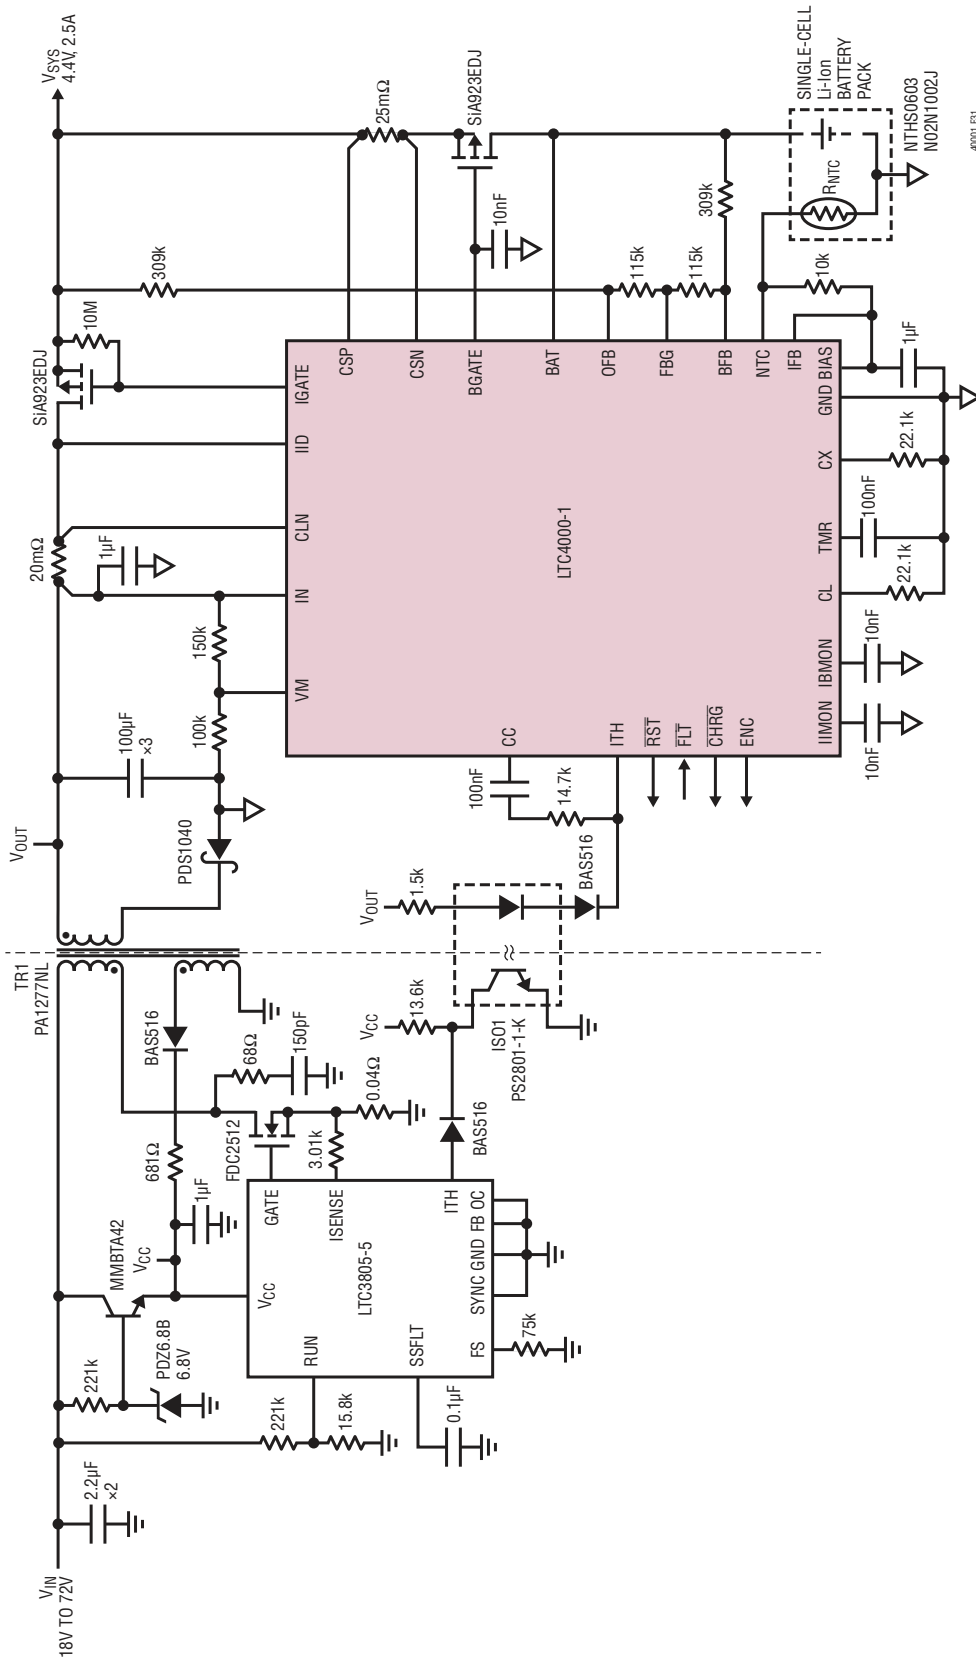 VIN
18V TO 72V
2.2µF
×2
221k
221k
15.8k
PDZ6.8B
6.8V
MMBTA42
VCC
1µF
681Ω
BAS516
TR1
PA1277NL
VOUT
PDS1040
100µF
×3
100k
150k
1µF
20mΩ
SiA923EDJ
10M
309k
VSYS
4.4V, 2.5A
25mΩ
SiA923EDJ
10nF
309k
115k
115k
10k
RNTC
SINGLE-CELL
Li-Ion
BATTERY
PACK
NTHS0603
N02N1002J
VM
IN
CLN
IID
IGATE
CSP
CSN
BGATE
BAT
OFB
FBG
BFB
NTC
IFB
LTC4000-1
CC
ITH
RST
FLT
CHRG
ENC
IIMON
IBMON
CL
TMR
CX
GND
BIAS
100nF
14.7k
10nF
10nF
22.1k
100nF
22.1k
1µF
VOUT
1.5k
BAS516
VCC
13.6k
ISO1
PS2801-1-K
BAS516
68Ω
150pF
FDC2512
3.01k
0.04Ω
RUN
VCC
GATE
ISENSE
LTC3805-5
SSFLT
ITH
FS
SYNC
GND
FB
OC
0.1µF
75k
40001 F31